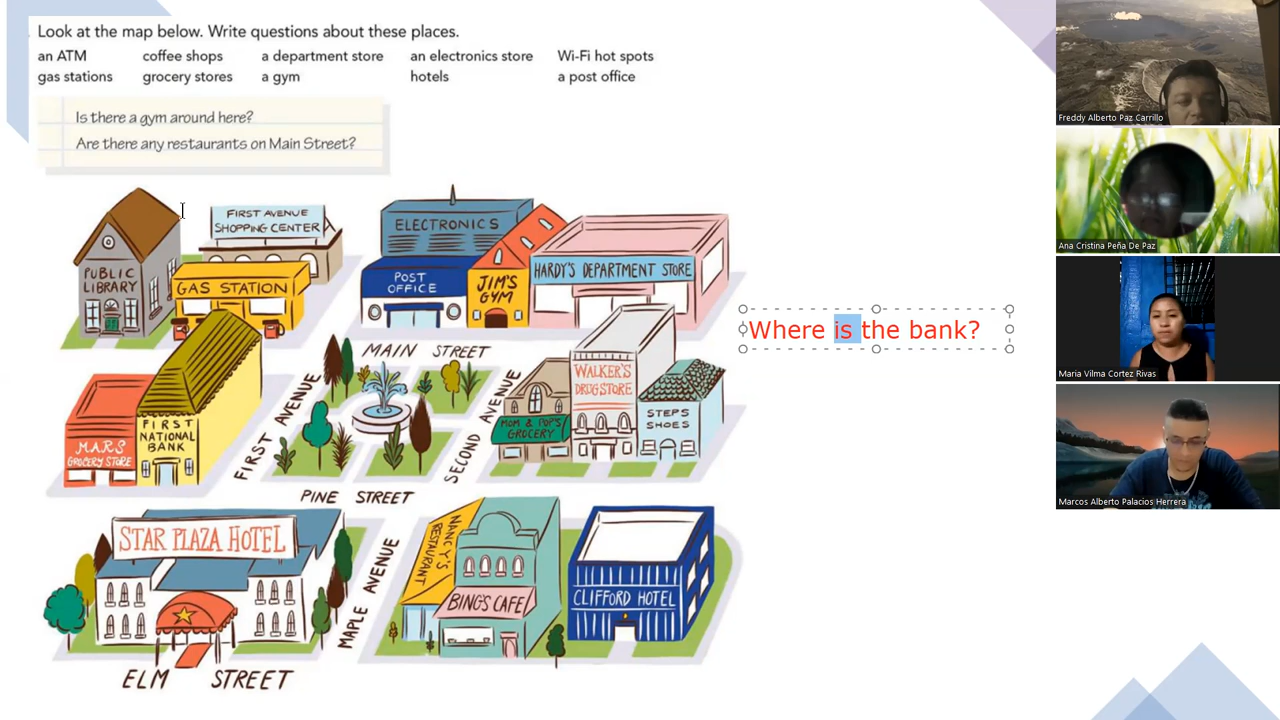 Look at the map below. Write questions about these places.
an ATM coffee shops a department store an electronics store Wi-Fi hot spots
gas stations grocery stores a gym hotels a post office
Is there a gym around here?
Are there any restaurants on Main Street?
PUBLIC
LIBRARY
FIRST AVENUE
SHOPPING CENTER
GAS STATION
ELECTRONICS
POST
OFFICE
JIM'S
GYM
HARDY'S DEPARTMENT STORE
Where is the bank?
MAIN STREET
MARS
GROCERY STORE
FIRST
NATIONAL
BANK
FIRST AVENUE
SECOND AVENUE
MOM & POP'S
GROCERY
WALKER'S
DRUG STORE
STEPS
SHOES
PINE STREET
STAR PLAZA HOTEL
MAPLE AVENUE
NANCY'S
RESTAURANT
BING'S CAFE
CLIFFORD HOTEL
ELM STREET
Freddy Alberto Paz Carrillo
Ana Cristina Peña De Paz
Maria Vilma Cortez Rivas
Marcos Alberto Palacios Herrera